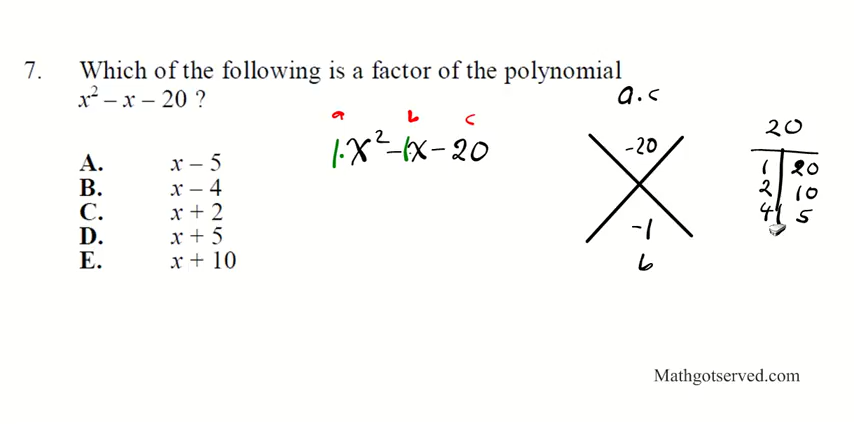 7. Which of the following is a factor of the polynomial
x² – x – 20 ?
A. x – 5
B. x – 4
C. x + 2
D. x + 5
E. x + 10
a b c
1·x² – 1·x – 20
a.c
-20
-1
b
20
1 20
2 10
4 5
Mathgotserved.com